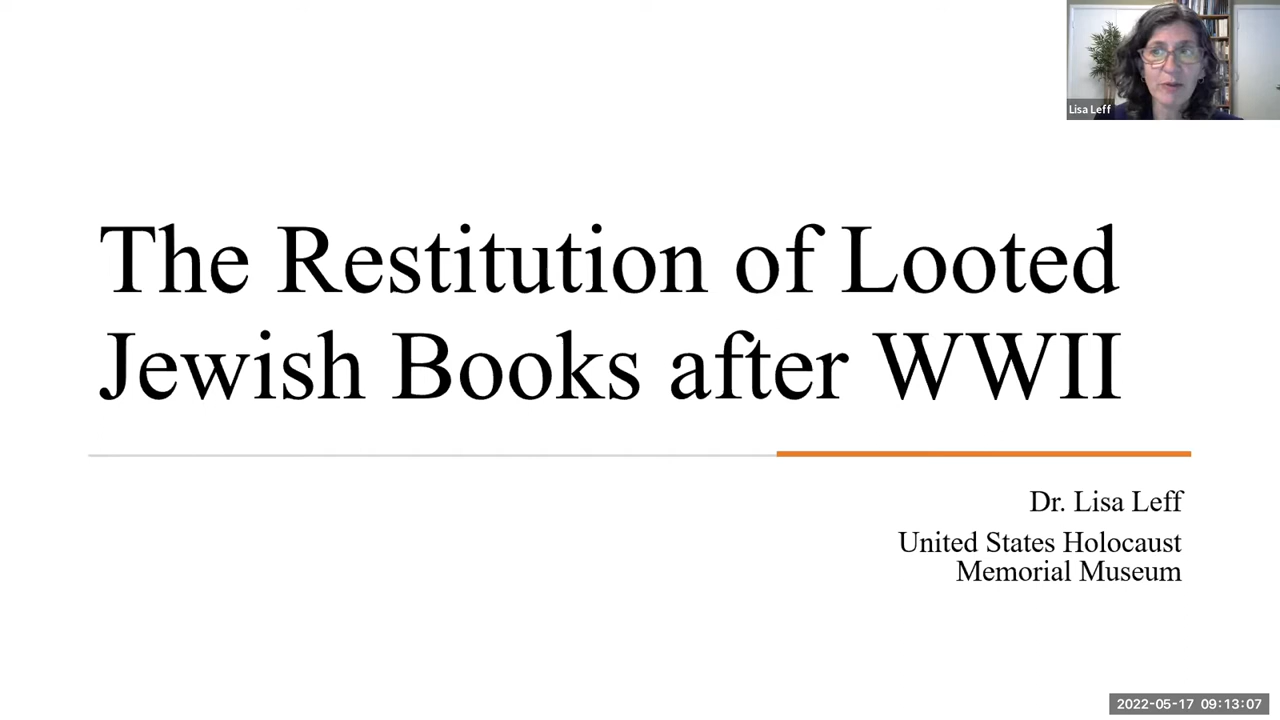 Lisa Leff
The Restitution of Looted
Jewish Books after WWII
Dr. Lisa Leff
United States Holocaust
Memorial Museum
2022-05-17 09:13:07